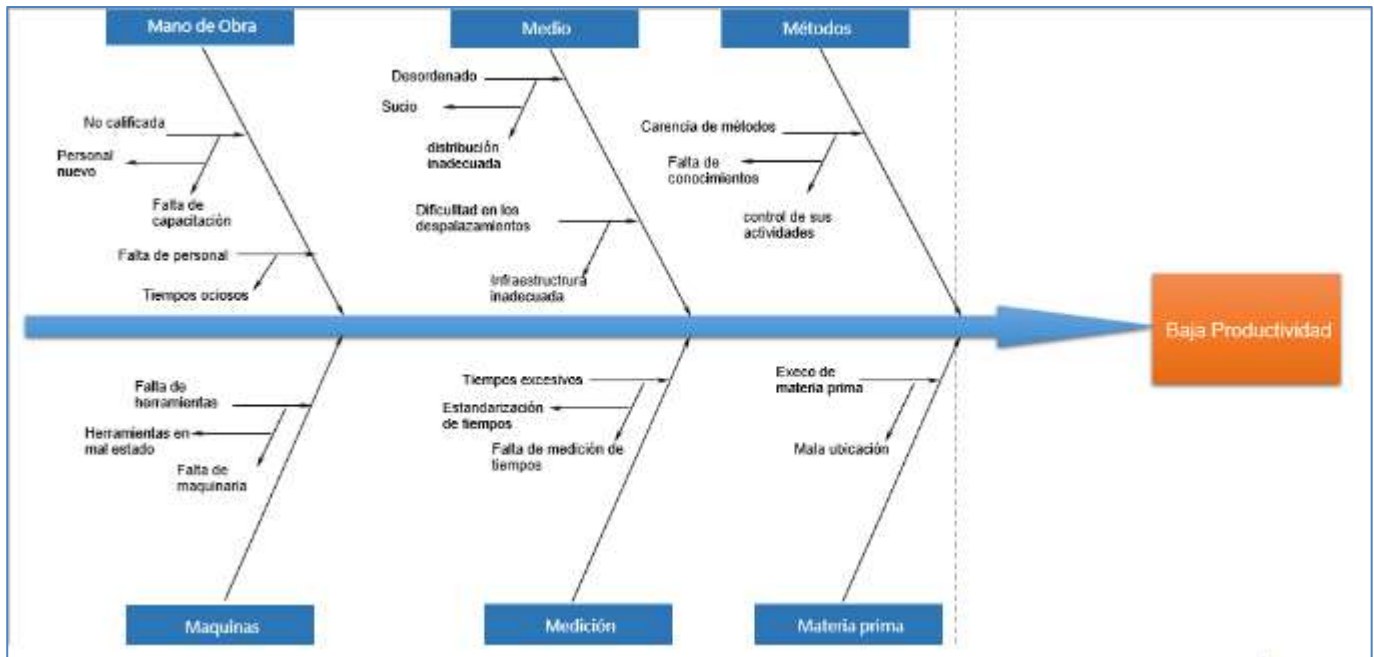 Mano de Obra
Medio
Métodos
Desordenado
Sucio
distribución
inadecuada
Dificultad en los
despalazamientos
Infraestructrura
inadecuada
No calificada
Personal
nuevo
Falta de
capacitación
Falta de personal
Tiempos ociosos
Carencia de métodos
Falta de
conocimientos
control de sus
actividades
Baja Productividad
Falta de
herramientas
Herramientas en
mal estado
Falta de
maquinaria
Tiempos excesivos
Estandarización
de tiempos
Falta de medición de
tiempos
Execo de
materia prima
Mala ubicación
Maquinas
Medición
Materia prima